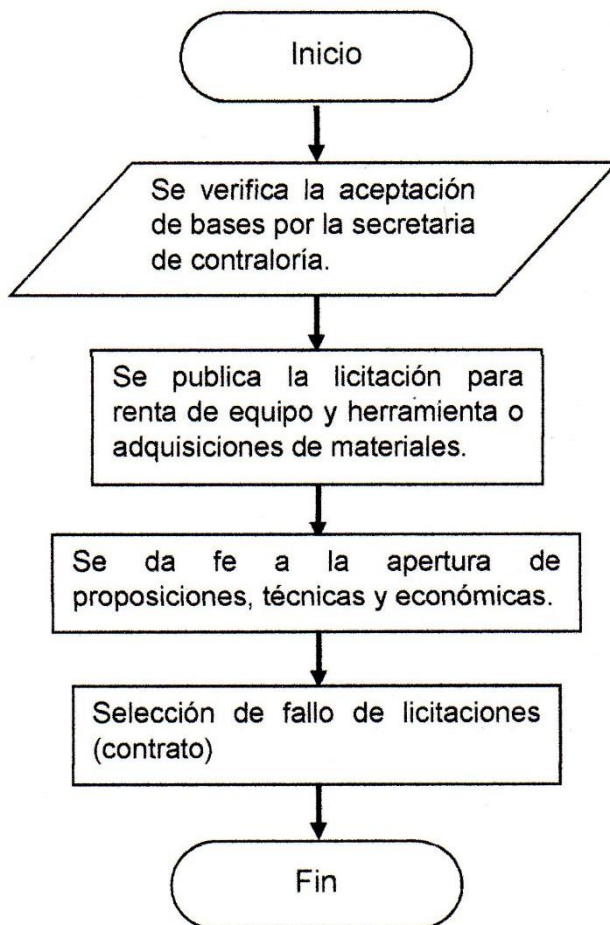 Inicio
Se verifica la aceptación
de bases por la secretaria
de contraloría.
Se publica la licitación para
renta de equipo y herramienta o
adquisiciones de materiales.
Se da fe a la apertura de
proposiciones, técnicas y económicas.
Selección de fallo de licitaciones
(contrato)
Fin